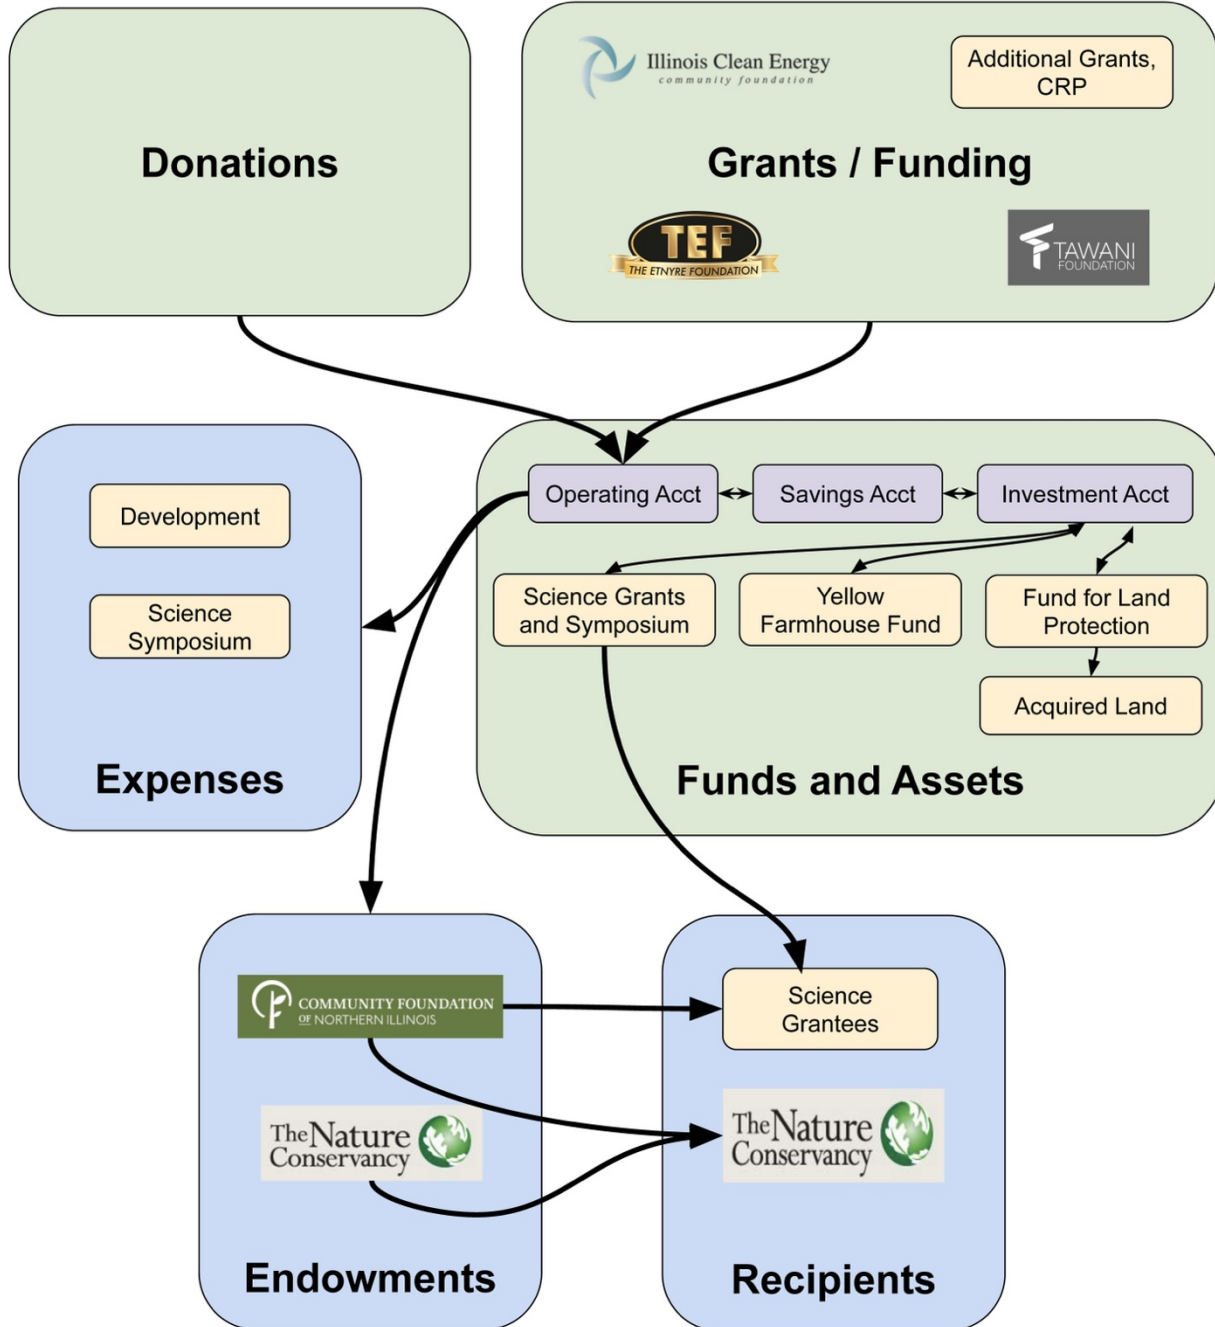 Donations
Illinois Clean Energy
community foundation
Additional Grants,
CRP
Grants / Funding
TEF
THE ETNYRE FOUNDATION
TAWANI
FOUNDATION
Development
Science
Symposium
Expenses
Operating Acct
Savings Acct
Investment Acct
Science Grants
and Symposium
Yellow
Farmhouse Fund
Fund for Land
Protection
Acquired Land
Funds and Assets
COMMUNITY FOUNDATION
OF NORTHERN ILLINOIS
The Nature
Conservancy
Endowments
Science
Grantees
The Nature
Conservancy
Recipients